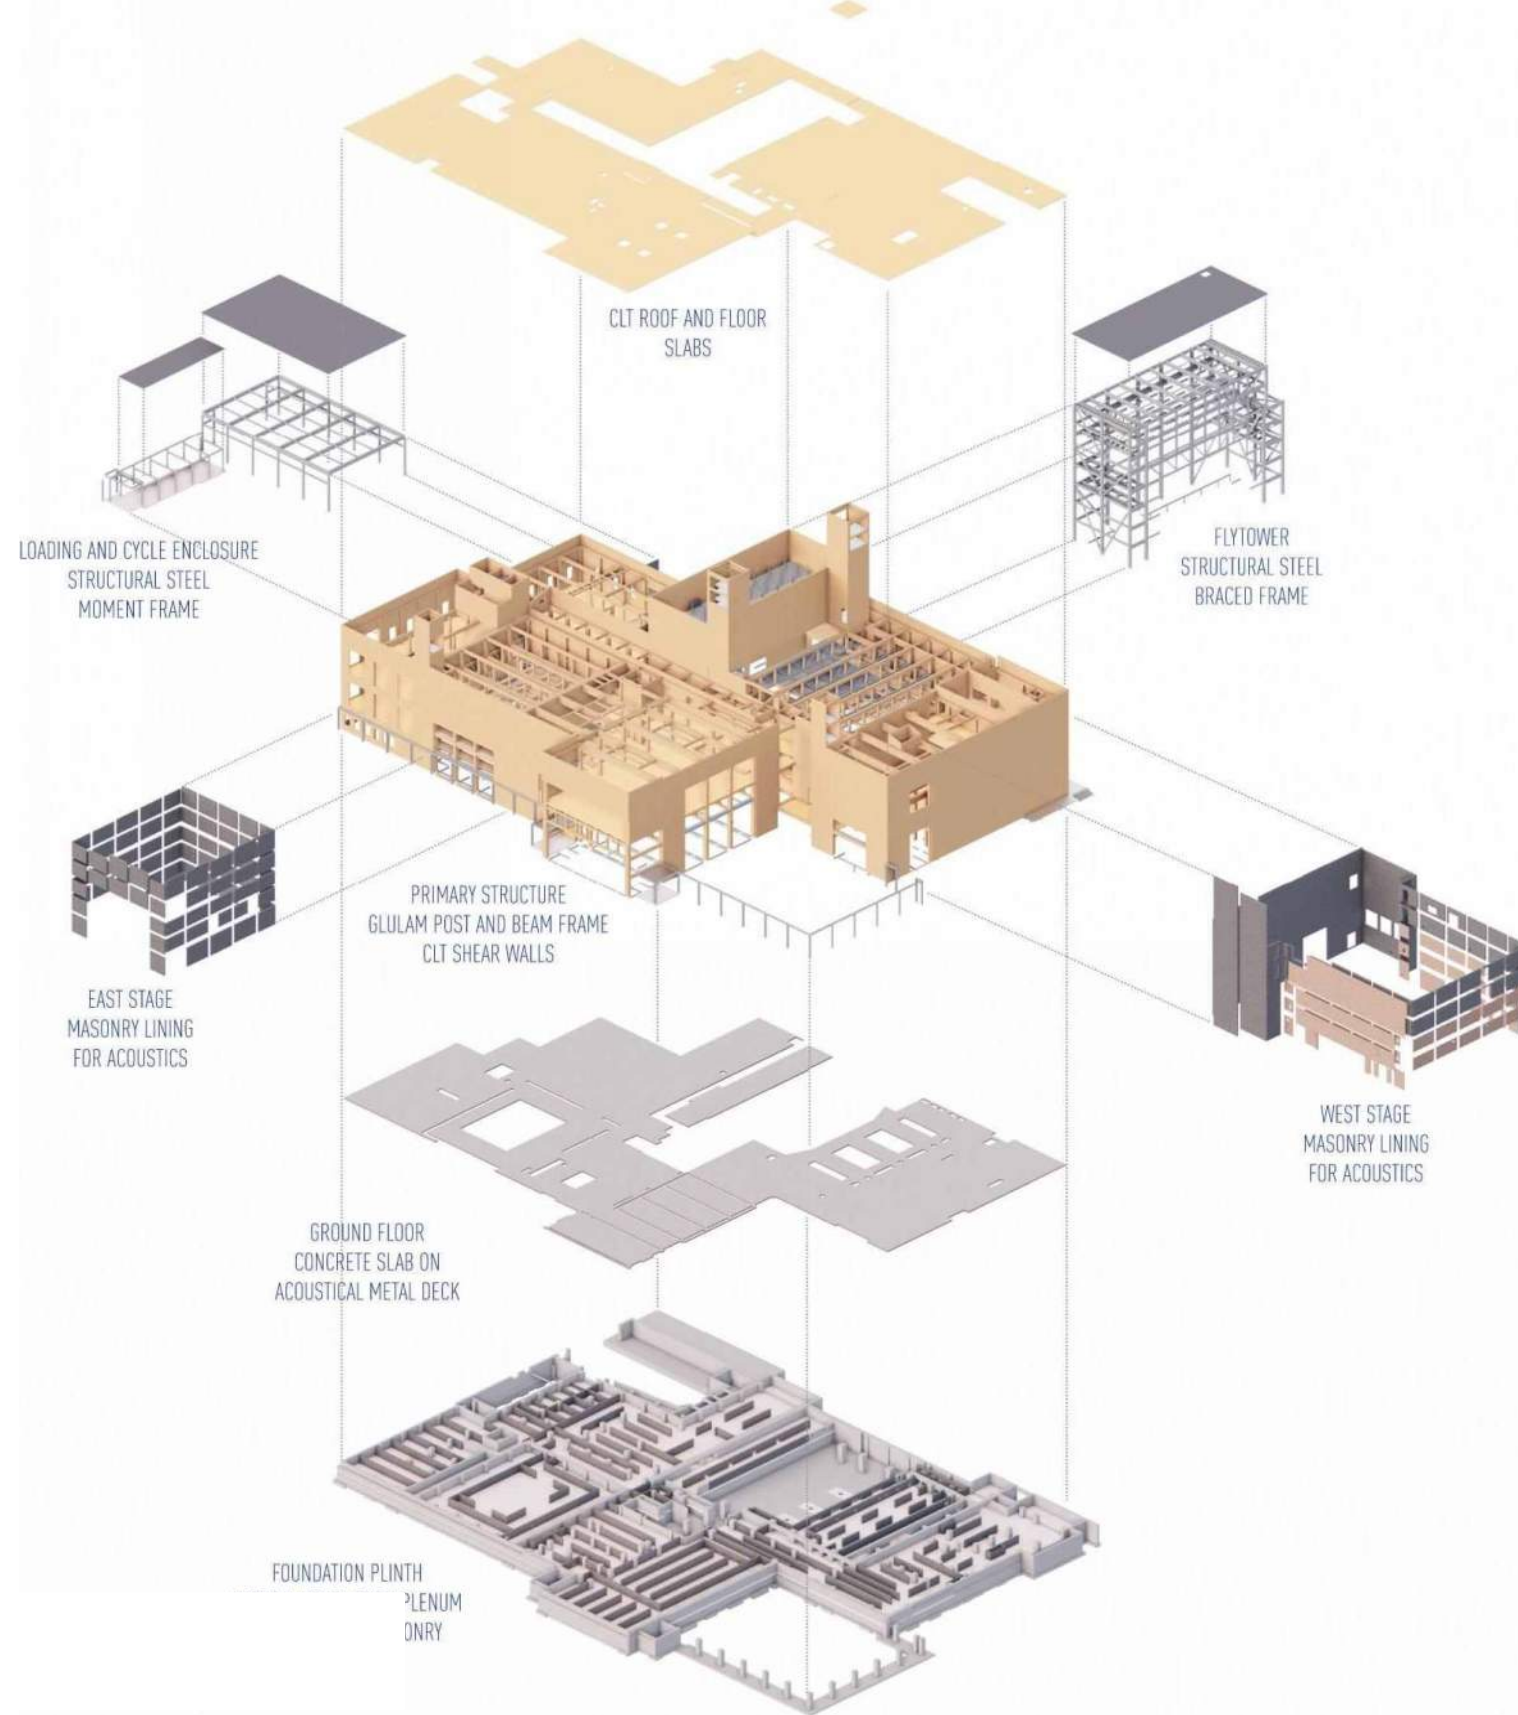 CLT ROOF AND FLOOR
SLABS
LOADING AND CYCLE ENCLOSURE
STRUCTURAL STEEL
MOMENT FRAME
FLYTOWER
STRUCTURAL STEEL
BRACED FRAME
PRIMARY STRUCTURE
GLULAM POST AND BEAM FRAME
CLT SHEAR WALLS
EAST STAGE
MASONRY LINING
FOR ACOUSTICS
WEST STAGE
MASONRY LINING
FOR ACOUSTICS
GROUND FLOOR
CONCRETE SLAB ON
ACOUSTICAL METAL DECK
FOUNDATION PLINTH
PLENUM